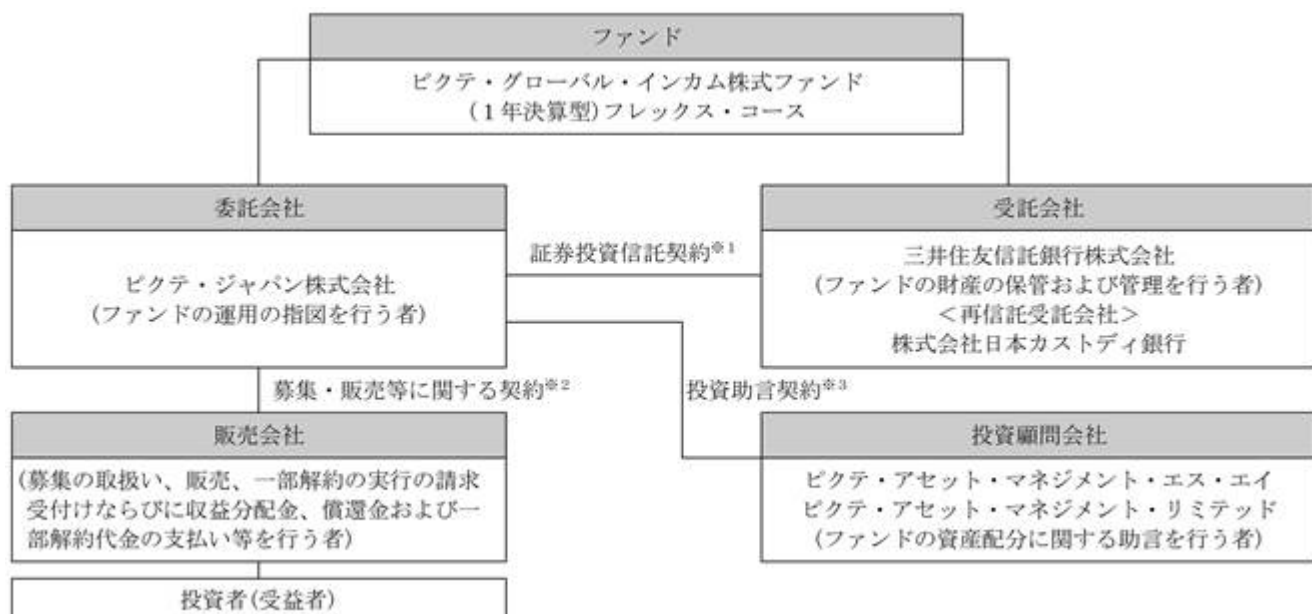 ファンド
ピクテ・グローバル・インカム株式ファンド
(1年決算型)フレックス・コース
委託会社
ピクテ・ジャパン株式会社
(ファンドの運用の指図を行う者)
証券投資信託契約※1
受託会社
三井住友信託銀行株式会社
(ファンドの財産の保管および管理を行う者)
<再信託受託会社>
株式会社日本カストディ銀行
募集・販売等に関する契約※2
投資助言契約※3
販売会社
(募集の取扱い、販売、一部解約の実行の請求
受付けならびに収益分配金、償還金および一
部解約代金の支払い等を行う者)
投資顧問会社
ピクテ・アセット・マネジメント・エス・エイ
ピクテ・アセット・マネジメント・リミテッド
(ファンドの資産配分に関する助言を行う者)
投資者(受益者)